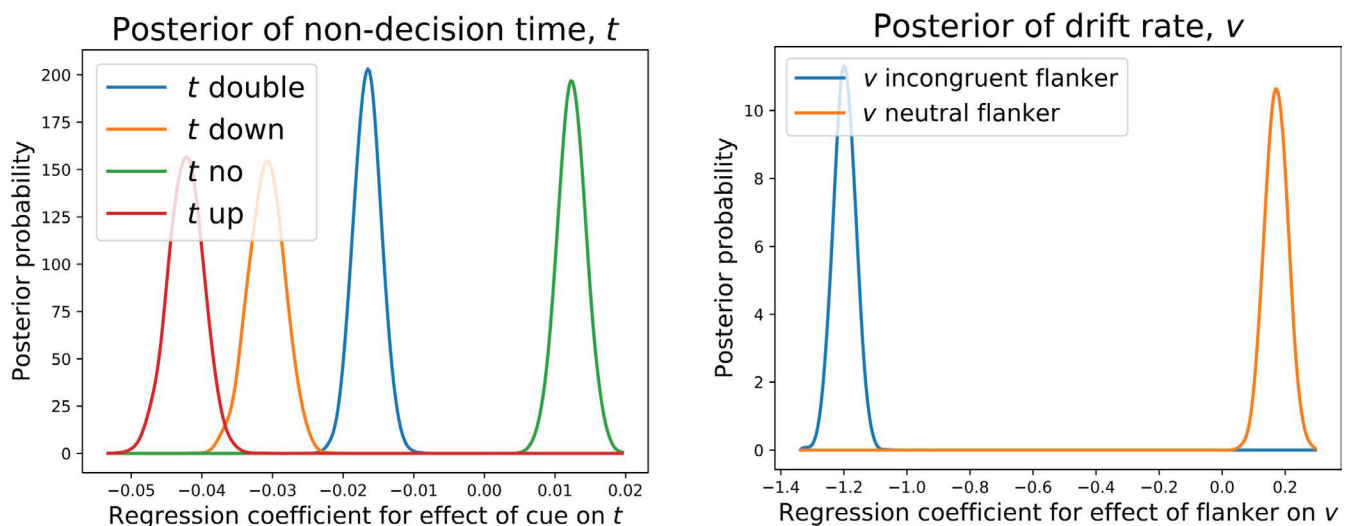 Posterior of non-decision time, t
t double
t down
t no
t up
200
175
150
125
100
75
50
25
0
Posterior probability
−0.05 −0.04 −0.03 −0.02 −0.01 0.00 0.01 0.02
Regression coefficient for effect of cue on t
Posterior of drift rate, v
v incongruent flanker
v neutral flanker
10
8
6
4
2
0
Posterior probability
−1.4 −1.2 −1.0 −0.8 −0.6 −0.4 −0.2 0.0 0.2
Regression coefficient for effect of flanker on v